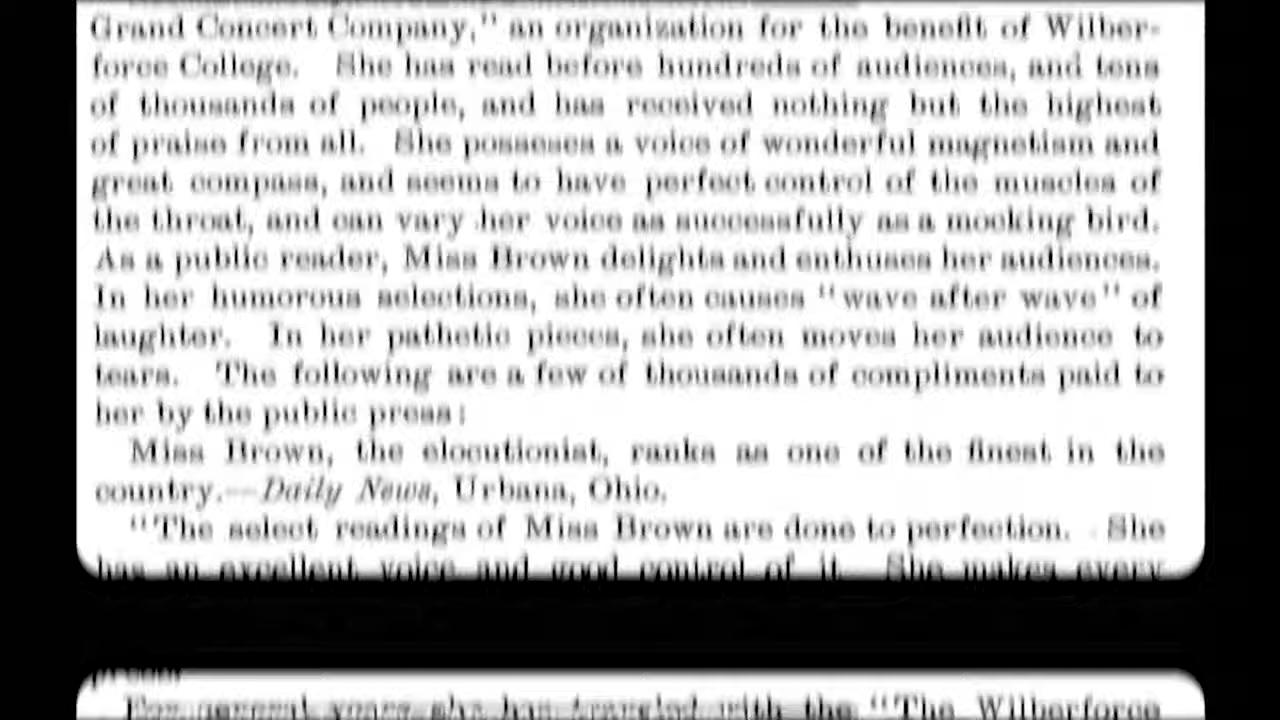 Grand Concert Company," an organization for the benefit of Wilber-
force College. She has read before hundreds of audiences, and tens
of thousands of people, and has received nothing but the highest
of praise from all. She posseses a voice of wonderful magnetism and
great compass, and seems to have perfect control of the muscles of
the throat, and can vary her voice as successfully as a mocking bird.
As a public reader, Miss Brown delights and enthuses her audiences.
In her humorous selections, she often causes "wave after wave" of
laughter. In her pathetic pieces, she often moves her audience to
tears. The following are a few of thousands of compliments paid to
her by the public press:
Miss Brown, the elocutionist, ranks as one of the finest in the
country.—Daily News, Urbana, Ohio.
"The select readings of Miss Brown are done to perfection. She
has an excellent voice and good control of it. She makes every
For several years she has traveled with the "The Wilberforce